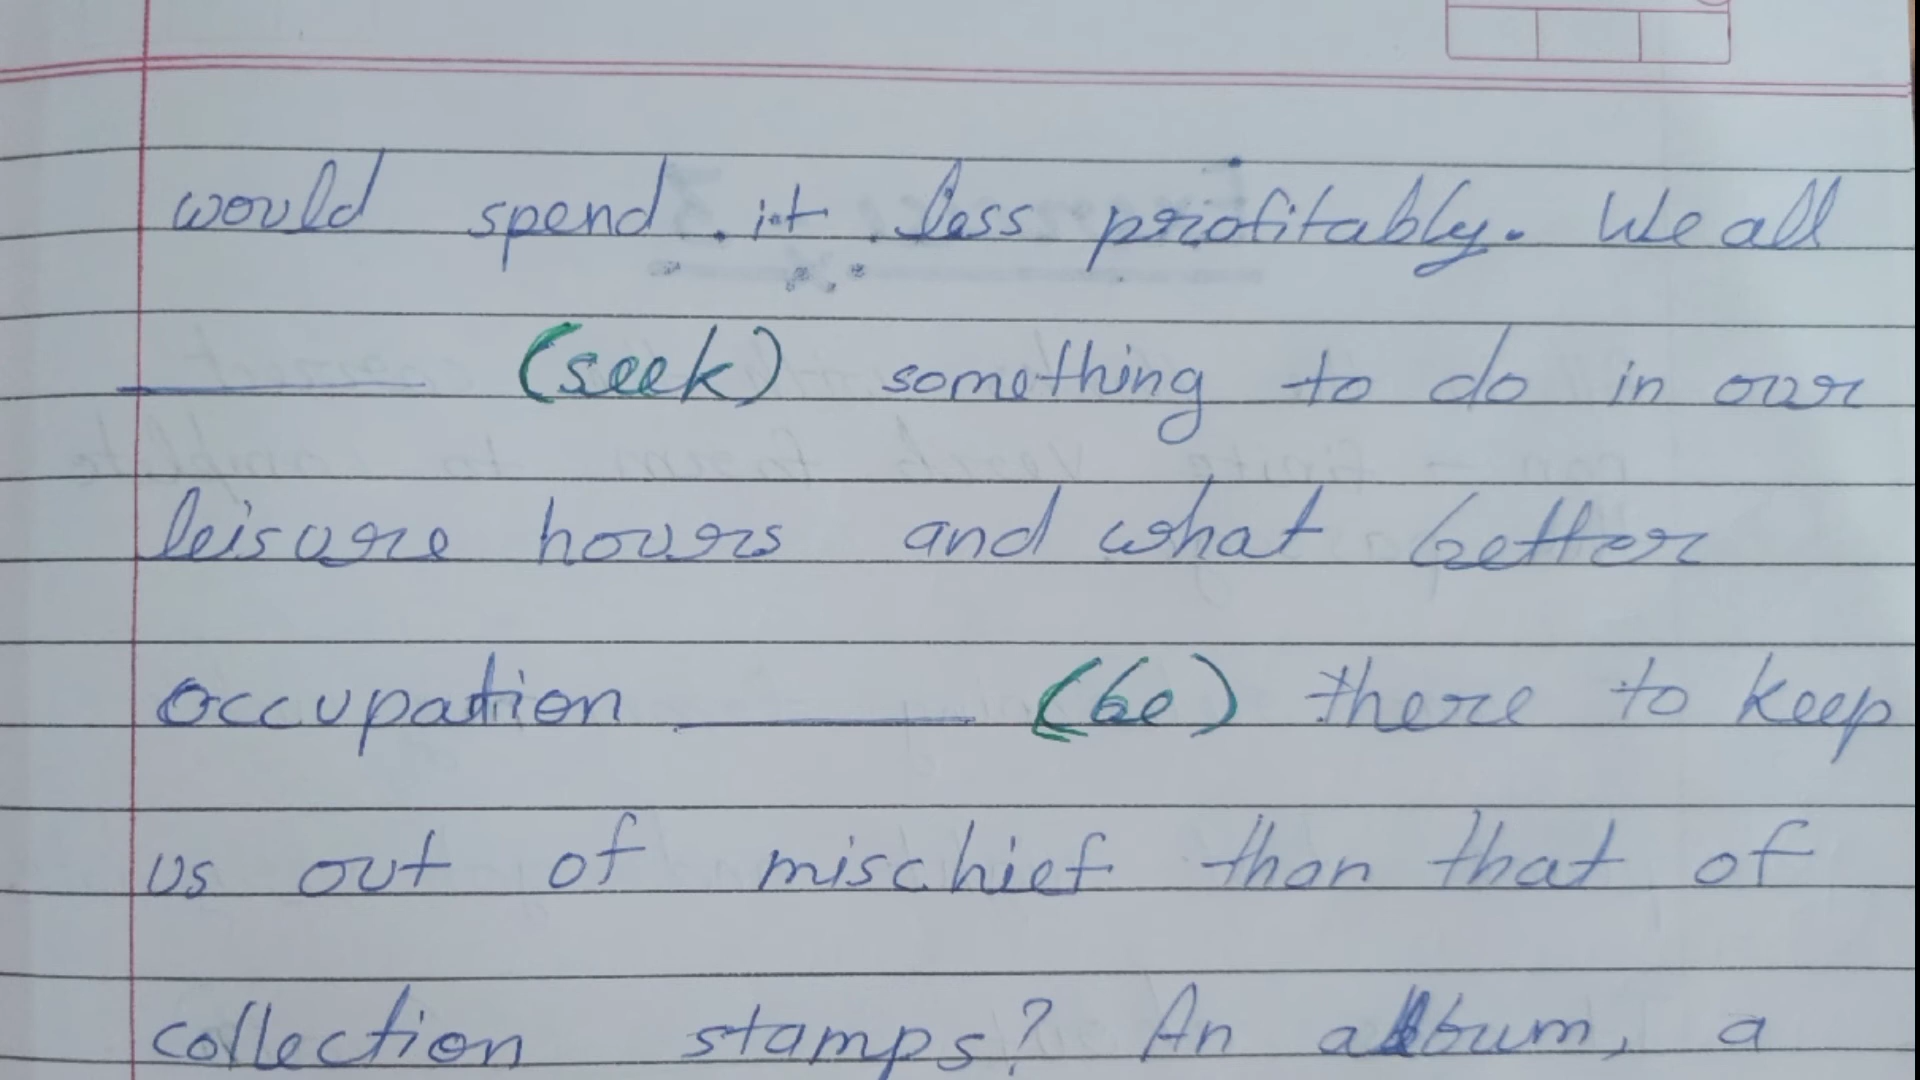 would spend it less profitably. We all
______ (seek) something to do in our
leisure hours and what better
occupation ______ (be) there to keep
us out of mischief than that of
collection stamps? An album, a